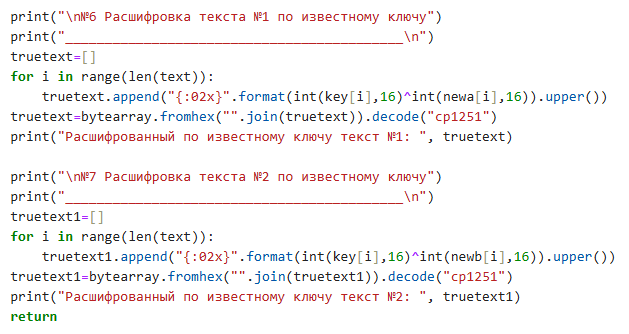 print("\n№6 Расшифровка текста №1 по известному ключу")
print("__________________________________________\n")
truetext=[]
for i in range(len(text)):
    truetext.append("{:02x}".format(int(key[i],16)^int(newa[i],16)).upper())
truetext=bytearray.fromhex("".join(truetext)).decode("cp1251")
print("Расшифрованный по известному ключу текст №1: ", truetext)

print("\n№7 Расшифровка текста №2 по известному ключу")
print("__________________________________________\n")
truetext1=[]
for i in range(len(text)):
    truetext1.append("{:02x}".format(int(key[i],16)^int(newb[i],16)).upper())
truetext1=bytearray.fromhex("".join(truetext1)).decode("cp1251")
print("Расшифрованный по известному ключу текст №2: ", truetext1)
return